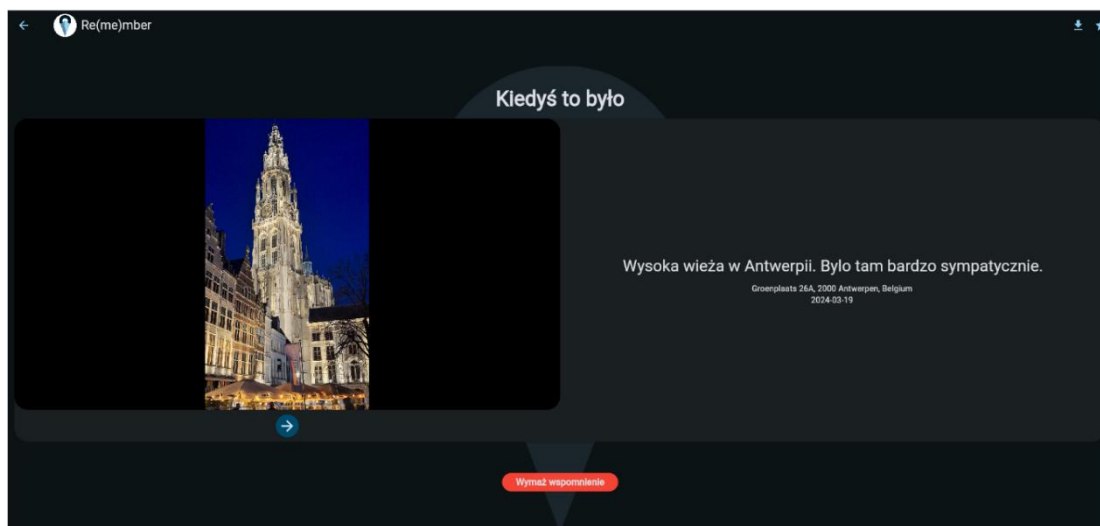 Re(me)mber
Kiedyś to było
Wysoka wieża w Antwerpii. Bylo tam bardzo sympatycznie.
Groenplaats 26A, 2000 Antwerpen, Belgium
2024-03-19
Wymaż wspomnienie